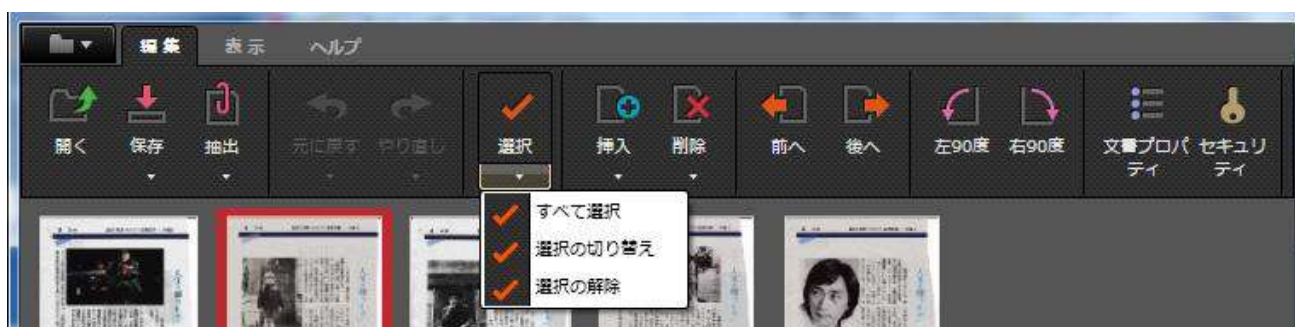 編集 表示 ヘルプ
開く 保存 抽出 元に戻す やり直し 選択 挿入 削除 前へ 後へ 左90度 右90度 文書プロパティ セキュリティ
すべて選択
選択の切り替え
選択の解除